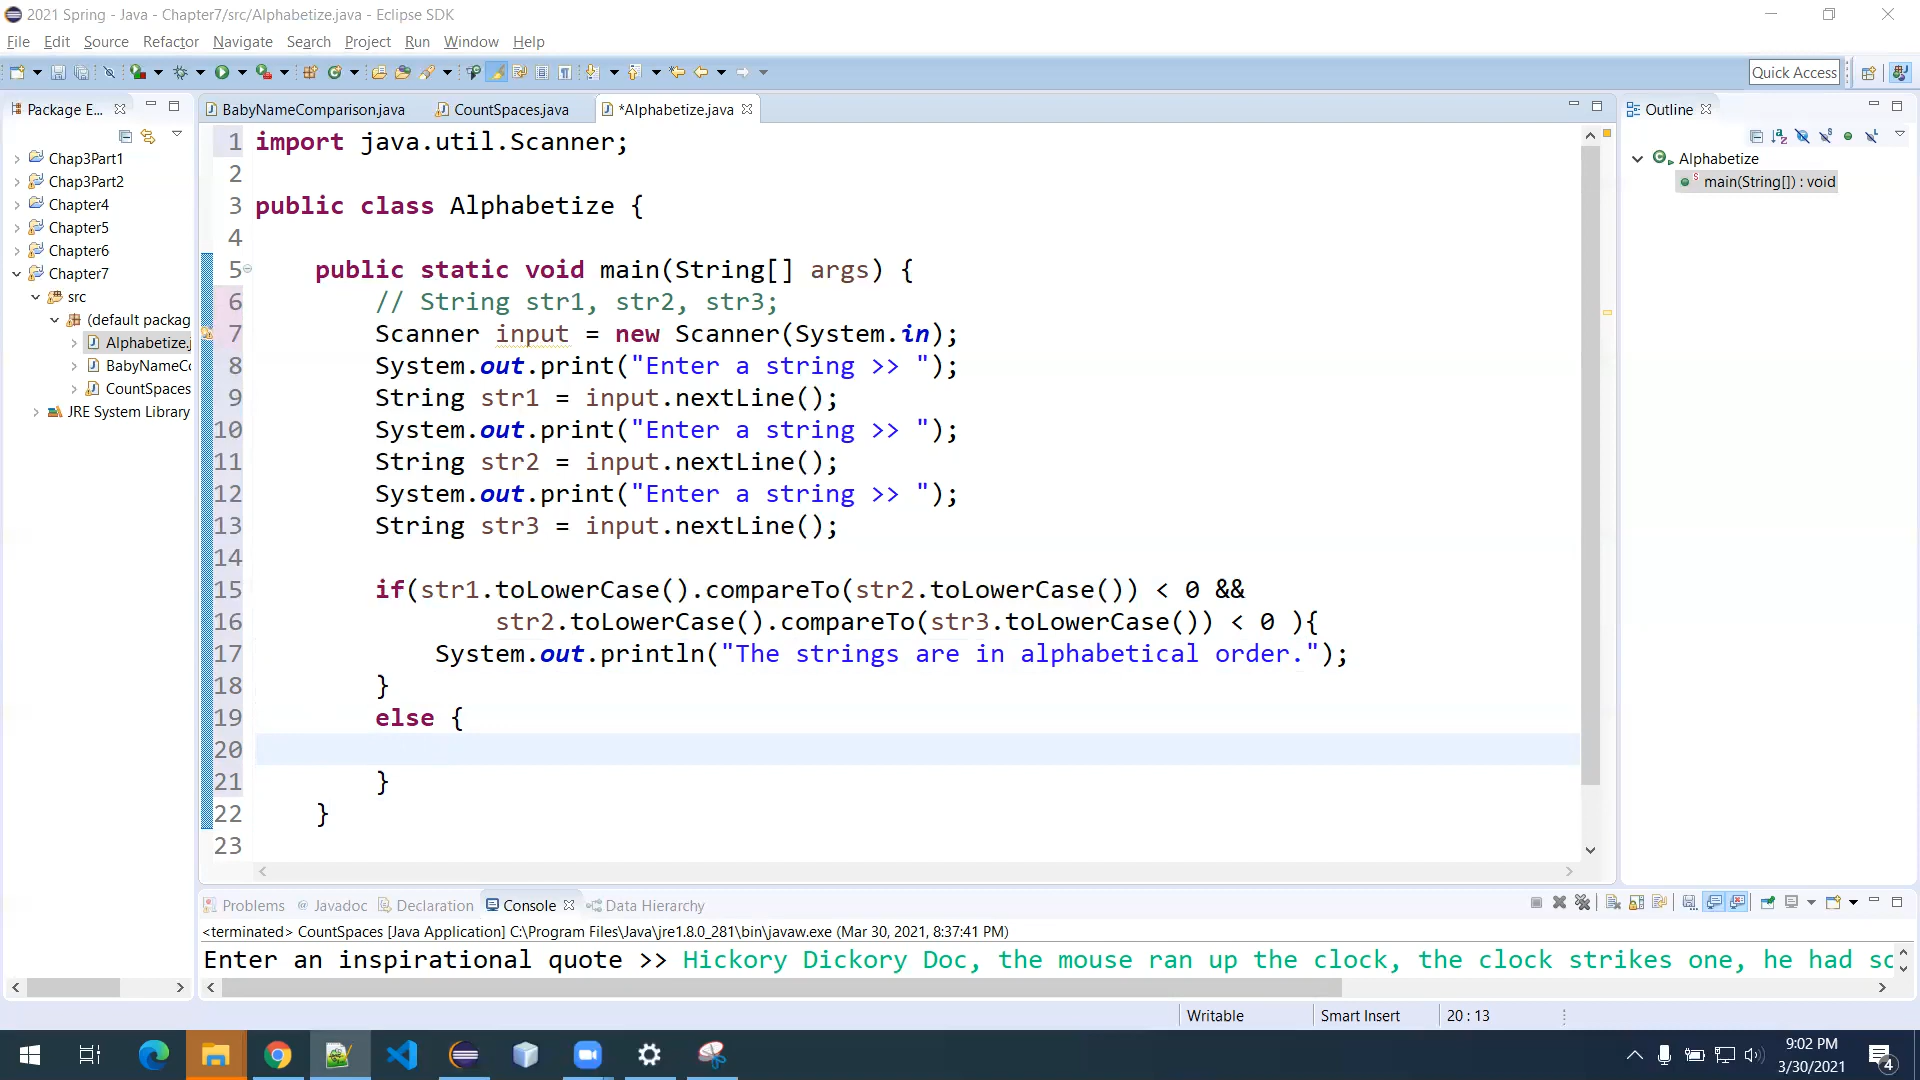 2021 Spring - Java - Chapter7/src/Alphabetize.java - Eclipse SDK
File Edit Source Refactor Navigate Search Project Run Window Help
Quick Access
Package E...
BabyNameComparison.java CountSpaces.java *Alphabetize.java
Outline
Chap3Part1
Chap3Part2
Chapter4
Chapter5
Chapter6
Chapter7
src
(default packag
Alphabetize.j
BabyNameCo
CountSpaces
JRE System Library
1 import java.util.Scanner;
2
3 public class Alphabetize {
4
5 public static void main(String[] args) {
6 // String str1, str2, str3;
7 Scanner input = new Scanner(System.in);
8 System.out.print("Enter a string >> ");
9 String str1 = input.nextLine();
10 System.out.print("Enter a string >> ");
11 String str2 = input.nextLine();
12 System.out.print("Enter a string >> ");
13 String str3 = input.nextLine();
14
15 if(str1.toLowerCase().compareTo(str2.toLowerCase()) < 0 &&
16 str2.toLowerCase().compareTo(str3.toLowerCase()) < 0 ){
17 System.out.println("The strings are in alphabetical order.");
18 }
19 else {
20
21 }
22 }
23
Alphabetize
main(String[]) : void
Problems @ Javadoc Declaration Console Data Hierarchy
<terminated> CountSpaces [Java Application] C:\Program Files\Java\jre1.8.0_281\bin\javaw.exe (Mar 30, 2021, 8:37:41 PM)
Enter an inspirational quote >> Hickory Dickory Doc, the mouse ran up the clock, the clock strikes one, he had sc
Writable Smart Insert 20 : 13
9:02 PM
3/30/2021
4